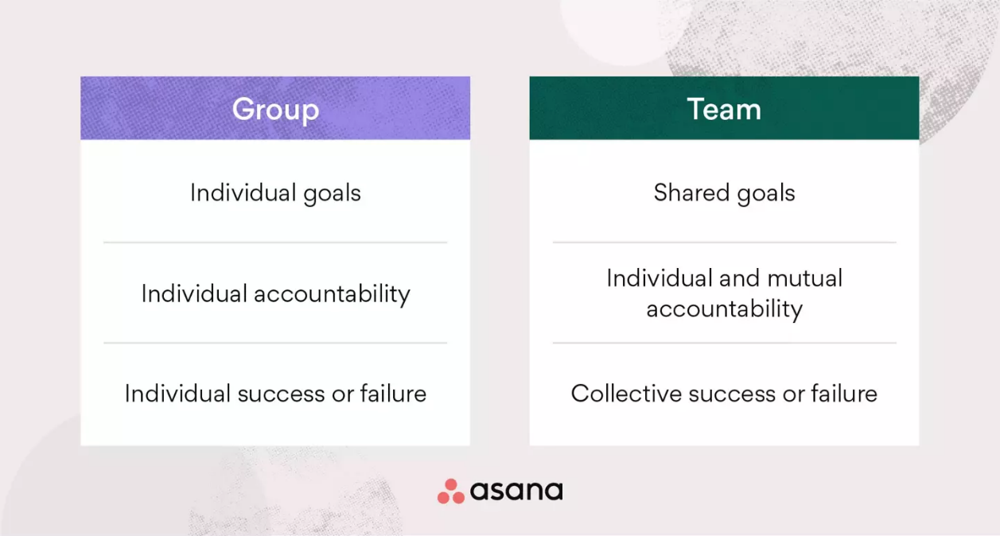 Group
Individual goals
Individual accountability
Individual success or failure
Team
Shared goals
Individual and mutual
accountability
Collective success or failure
asana